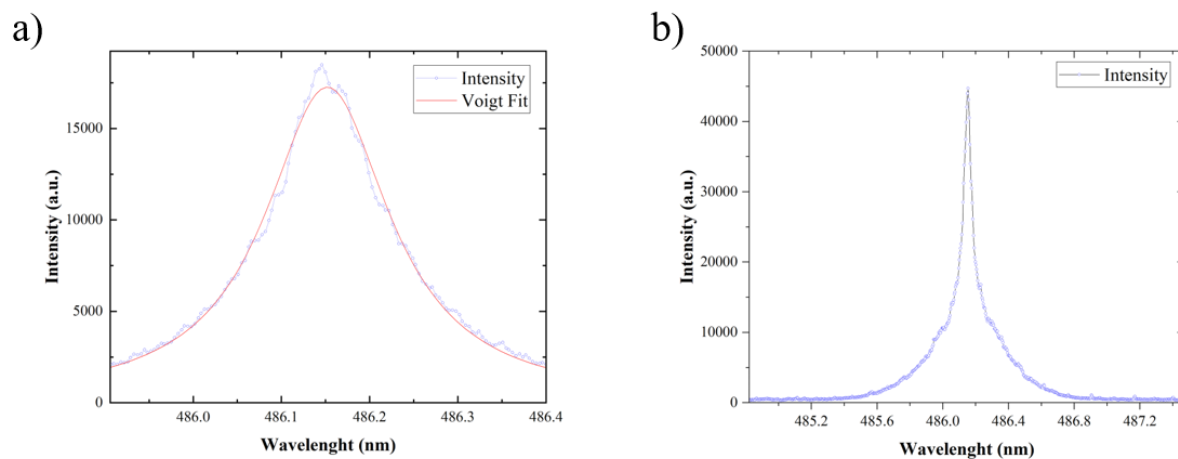 a)
Intensity
Voigt Fit
15000
10000
5000
0
Intensity (a.u.)
486.0
486.1
486.2
486.3
486.4
Wavelenght (nm)
b)
Intensity
50000
40000
30000
20000
10000
0
Intensity (a.u.)
485.2
485.6
486.0
486.4
486.8
487.2
Wavelenght (nm)